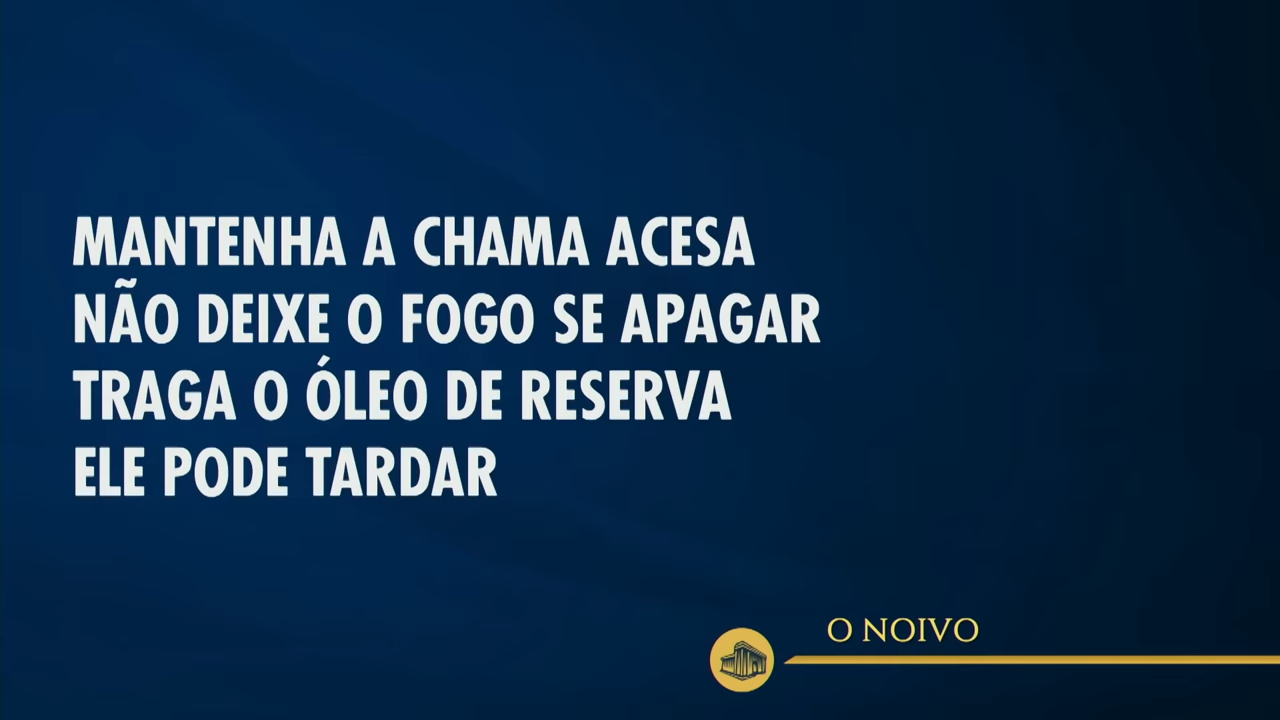 MANTENHA A CHAMA ACESA
NÃO DEIXE O FOGO SE APAGAR
TRAGA O ÓLEO DE RESERVA
ELE PODE TARDAR
O NOIVO